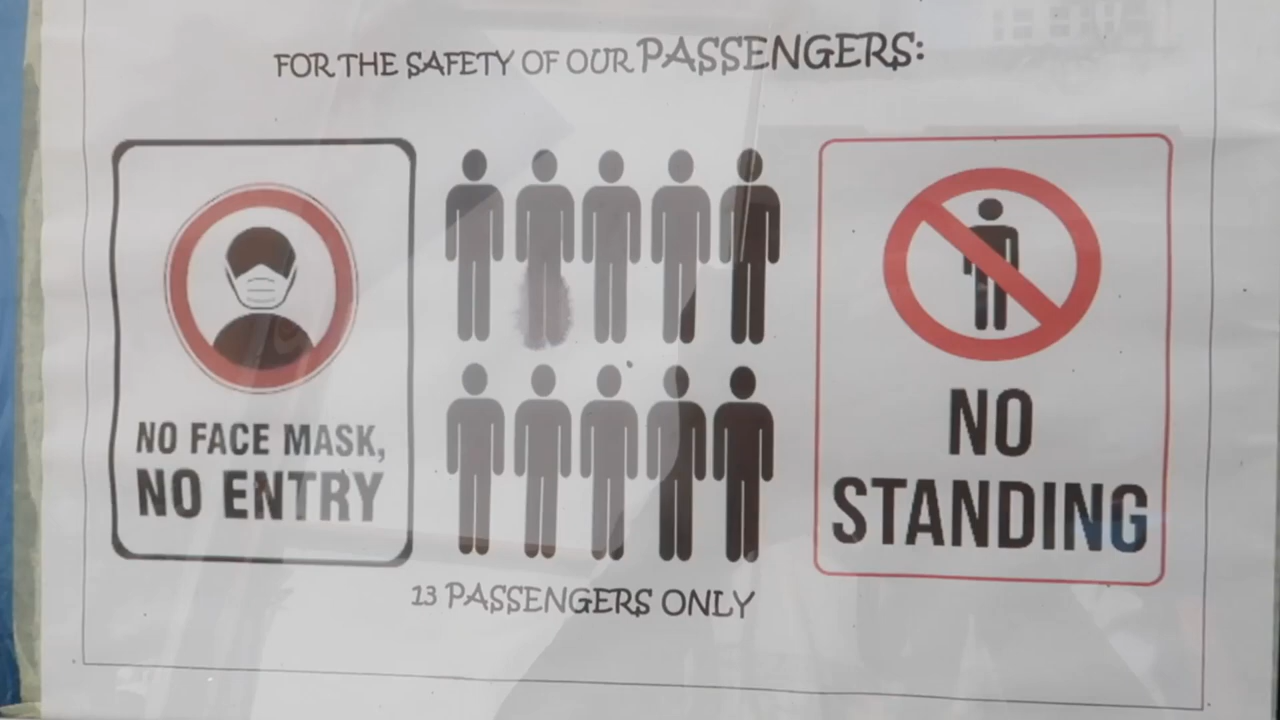 FOR THE SAFETY OF OUR PASSENGERS:
NO FACE MASK,
NO ENTRY
13 PASSENGERS ONLY
NO
STANDING